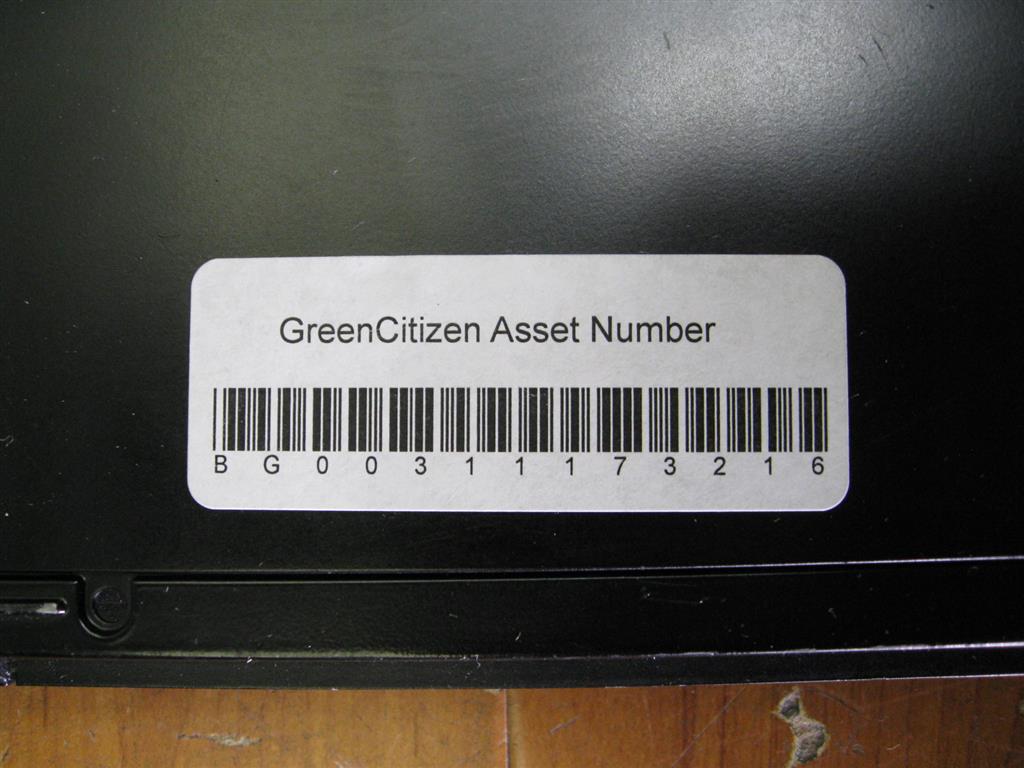 GreenCitizen Asset Number
B G 0 0 3 1 1 1 7 3 2 1 6